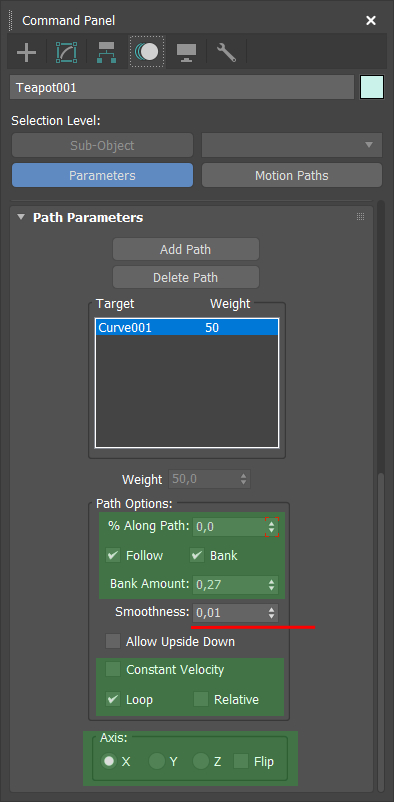 Command Panel
Teapot001
Selection Level:
Sub-Object
Parameters Motion Paths
Path Parameters
Add Path
Delete Path
Target Weight
Curve001 50
Weight 50,0
Path Options:
% Along Path: 0,0
Follow Bank
Bank Amount: 0,27
Smoothness: 0,01
Allow Upside Down
Constant Velocity
Loop Relative
Axis:
X Y Z Flip